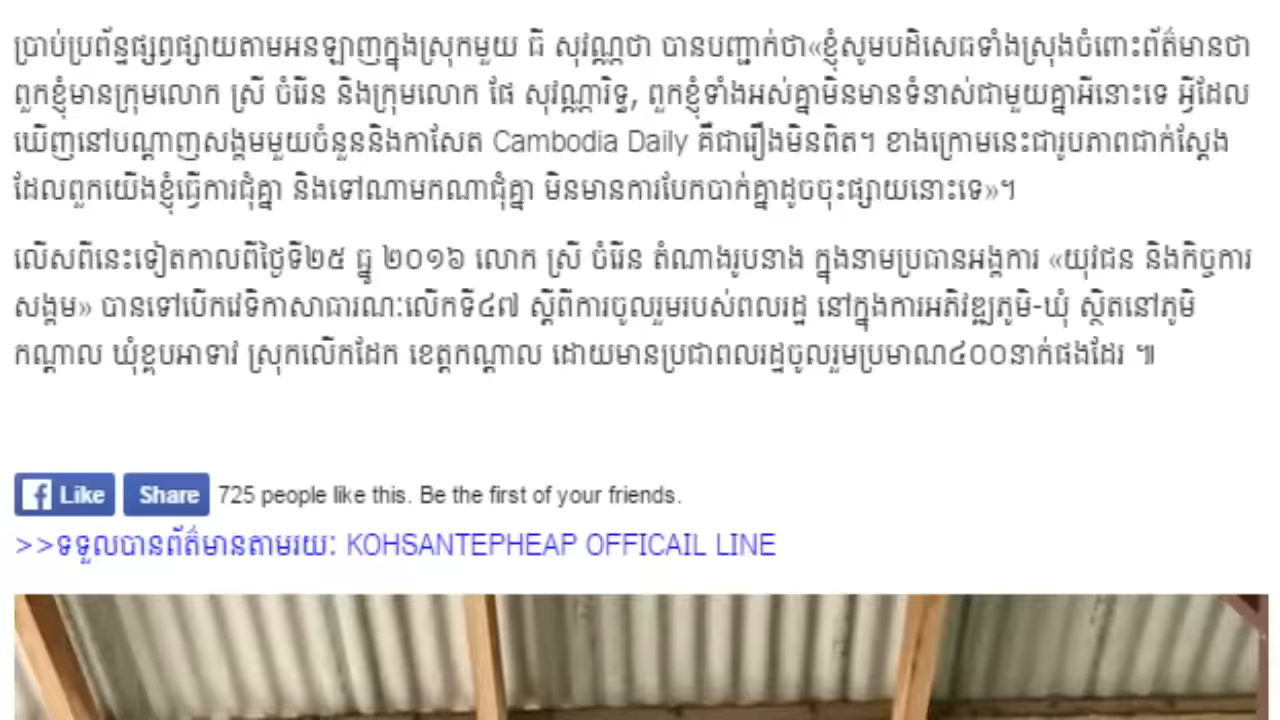 ប្រាប់ប្រព័ន្ធផ្សព្វផ្សាយតាមអនឡាញក្នុងស្រុកមួយ ធី សុវណ្ណថា បានបញ្ជាក់ថា«ខ្ញុំសូមបដិសេធទាំងស្រុងចំពោះព័ត៌មានថា
ពួកខ្ញុំមានក្រុមលោក ស្រី ចំរើន និងក្រុមលោក ផែ សុវណ្ណារិទ្ធ, ពួកខ្ញុំទាំងអស់គ្នាមិនមានទំនាស់ជាមួយគ្នាអីនោះទេ អ្វីដែល
ឃើញនៅបណ្តាញសង្គមមួយចំនួននិងកាសែត Cambodia Daily គឺជារឿងមិនពិត។ ខាងក្រោមនេះជារូបភាពជាក់ស្តែង
ដែលពួកយើងខ្ញុំធ្វើការជុំគ្នា និងទៅណាមកណាជុំគ្នា មិនមានការបែកបាក់គ្នាដូចចុះផ្សាយនោះទេ»។
លើសពីនេះទៀតកាលពីថ្ងៃទី២៥ ធ្នូ ២០១៦ លោក ស្រី ចំរើន តំណាងរូបនាង ក្នុងនាមប្រធានអង្គការ «យុវជន និងកិច្ចការ
សង្គម» បានទៅបើកវេទិកាសាធារណៈលើកទី៤៧ ស្តីពីការចូលរួមរបស់ពលរដ្ឋ នៅក្នុងការអភិវឌ្ឍភូមិ-ឃុំ ស្ថិតនៅភូមិ
កណ្តាល ឃុំខ្ពបអាទាវ ស្រុកលើកដែក ខេត្តកណ្តាល ដោយមានប្រជាពលរដ្ឋចូលរួមប្រមាណ៤០០នាក់ផងដែរ ៕
Like Share 725 people like this. Be the first of your friends.
>>ទទួលបានព័ត៌មានតាមរយៈ KOHSANTEPHEAP OFFICAIL LINE